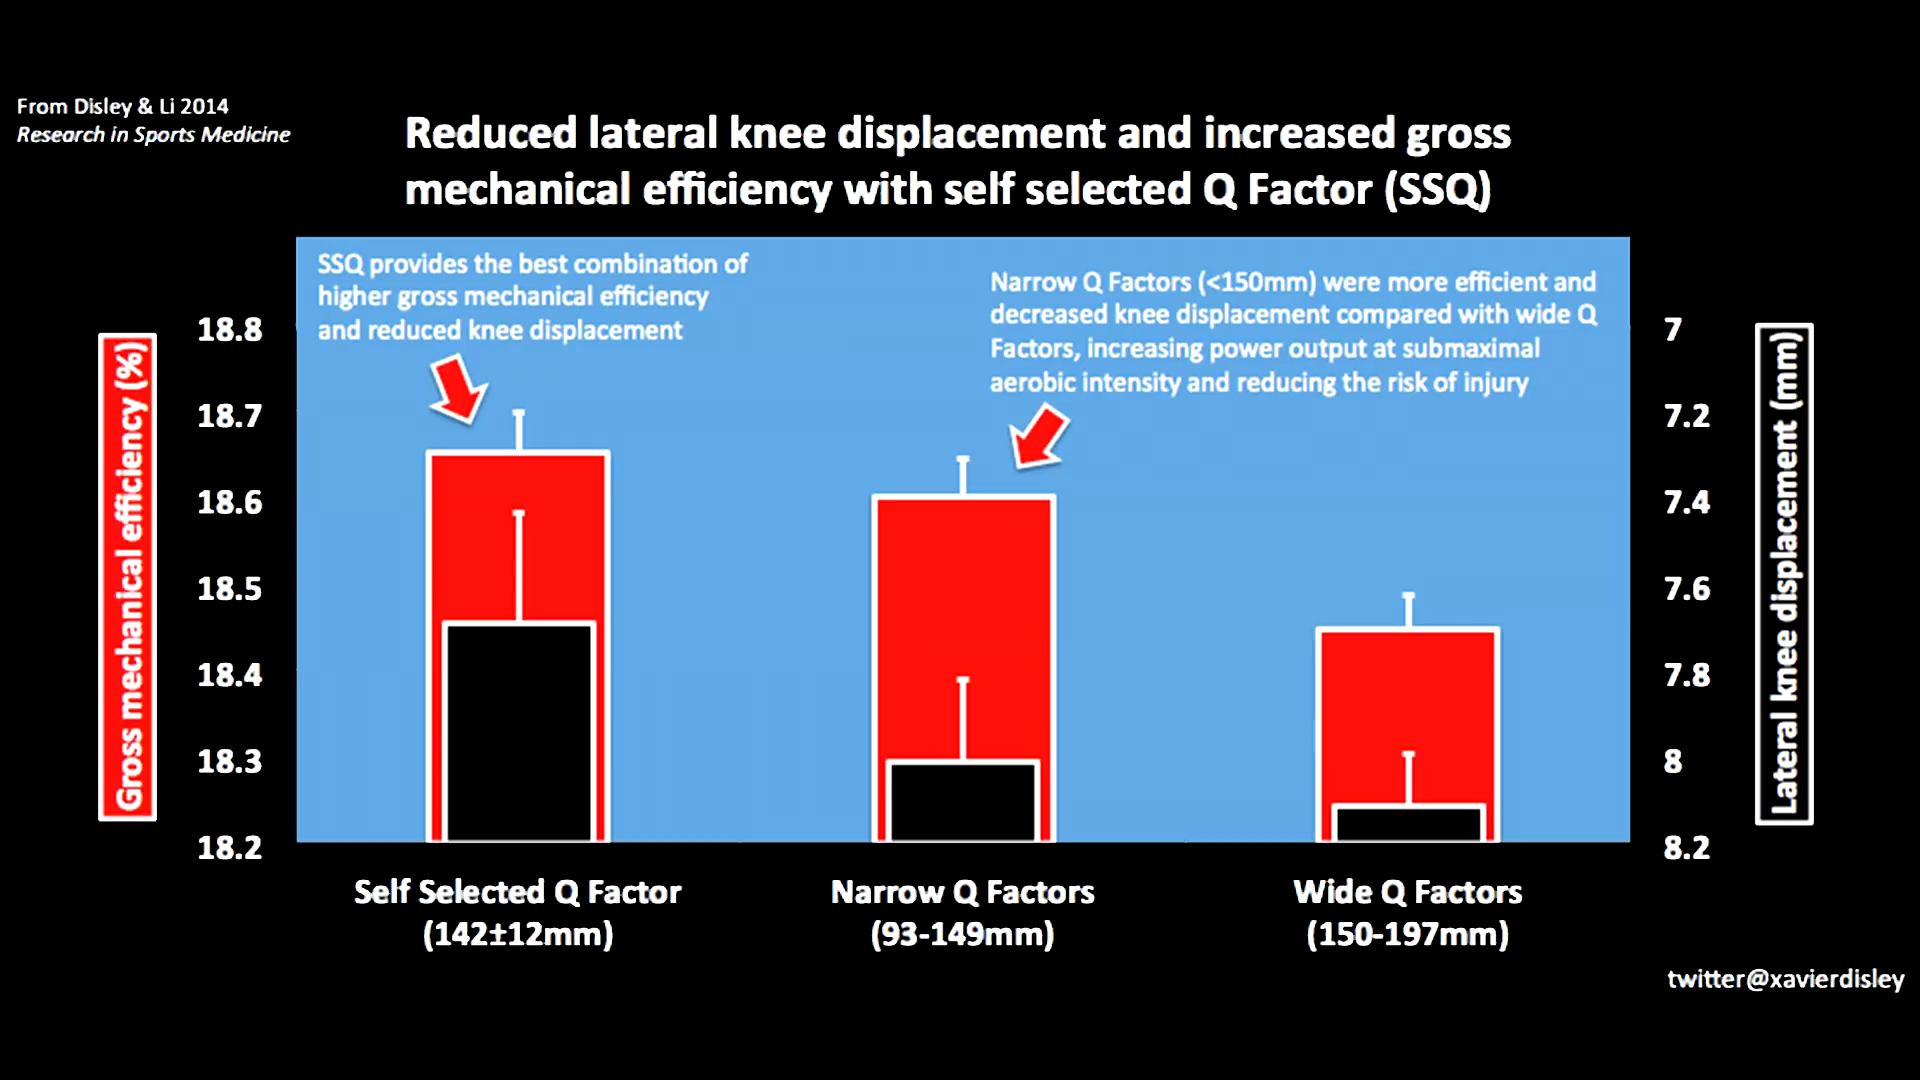 From Disley & Li 2014
Research in Sports Medicine
Reduced lateral knee displacement and increased gross
mechanical efficiency with self selected Q Factor (SSQ)
SSQ provides the best combination of
higher gross mechanical efficiency
and reduced knee displacement
Narrow Q Factors (<150mm) were more efficient and
decreased knee displacement compared with wide Q
Factors, increasing power output at submaximal
aerobic intensity and reducing the risk of injury
Gross mechanical efficiency (%)
18.8
18.7
18.6
18.5
18.4
18.3
18.2
7
7.2
7.4
7.6
7.8
8
8.2
Lateral knee displacement (mm)
Self Selected Q Factor
(142±12mm)
Narrow Q Factors
(93-149mm)
Wide Q Factors
(150-197mm)
twitter@xavierdisley